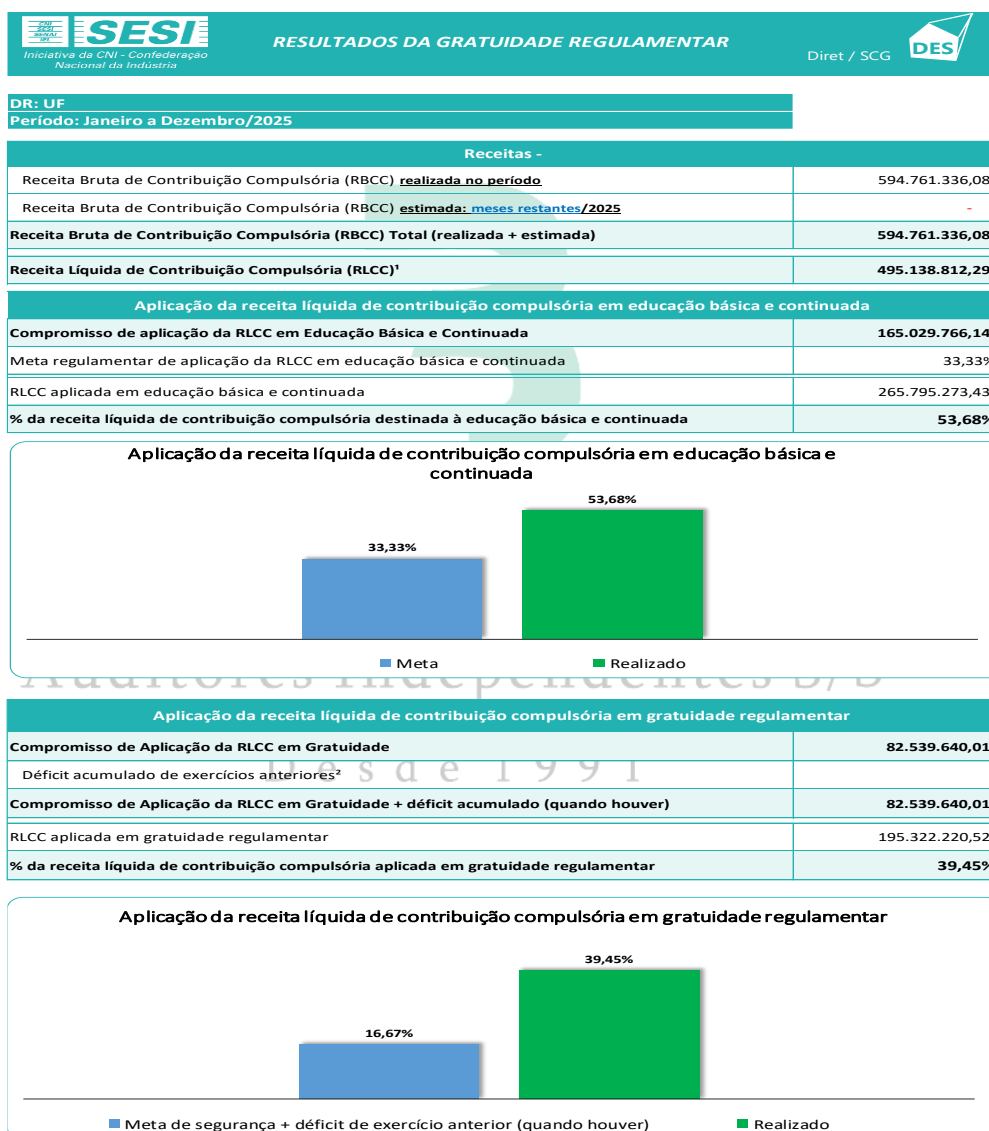 CNI
SESI
SENAI
IEL
SESI
Iniciativa da CNI - Confederação
Nacional da Indústria
RESULTADOS DA GRATUIDADE REGULAMENTAR
Diret / SCG
DES
DR: UF
Período: Janeiro a Dezembro/2025
Receitas -
Receita Bruta de Contribuição Compulsória (RBCC) realizada no período 594.761.336,08
Receita Bruta de Contribuição Compulsória (RBCC) estimada: meses restantes/2025 -
Receita Bruta de Contribuição Compulsória (RBCC) Total (realizada + estimada) 594.761.336,08
Receita Líquida de Contribuição Compulsória (RLCC)¹ 495.138.812,29
Aplicação da receita líquida de contribuição compulsória em educação básica e continuada
Compromisso de aplicação da RLCC em Educação Básica e Continuada 165.029.766,14
Meta regulamentar de aplicação da RLCC em educação básica e continuada 33,33%
RLCC aplicada em educação básica e continuada 265.795.273,43
% da receita líquida de contribuição compulsória destinada à educação básica e continuada 53,68%
Aplicação da receita líquida de contribuição compulsória em educação básica e
continuada
53,68%
33,33%
Meta Realizado
Auditores Independentes S/S
Aplicação da receita líquida de contribuição compulsória em gratuidade regulamentar
Compromisso de Aplicação da RLCC em Gratuidade 82.539.640,01
Déficit acumulado de exercícios anteriores²
Desde 1991
Compromisso de Aplicação da RLCC em Gratuidade + déficit acumulado (quando houver) 82.539.640,01
RLCC aplicada em gratuidade regulamentar 195.322.220,52
% da receita líquida de contribuição compulsória aplicada em gratuidade regulamentar 39,45%
Aplicação da receita líquida de contribuição compulsória em gratuidade regulamentar
39,45%
16,67%
Meta de segurança + déficit de exercício anterior (quando houver) Realizado